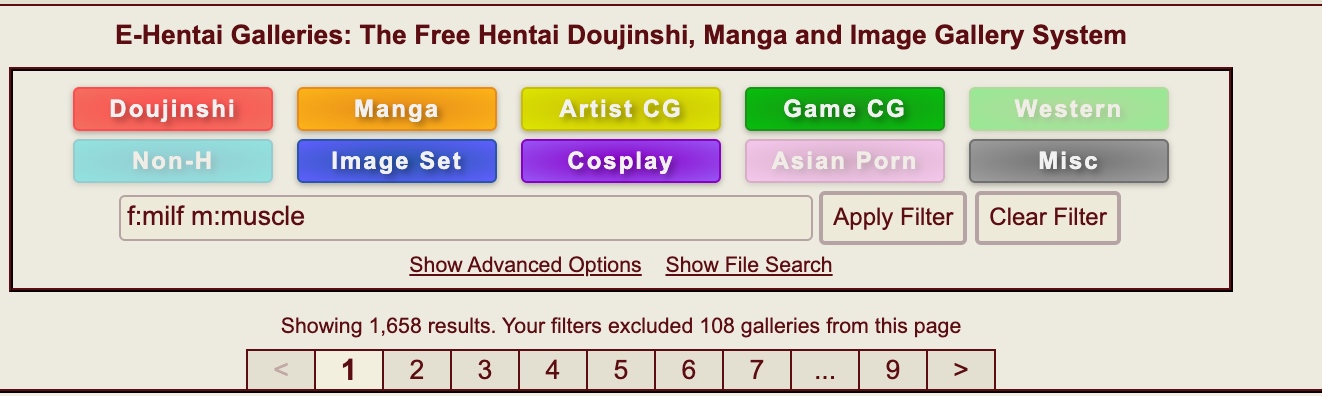 E-Hentai Galleries: The Free Hentai Doujinshi, Manga and Image Gallery System
Doujinshi Manga Artist CG Game CG Western
Non-H Image Set Cosplay Asian Porn Misc
f:milf m:muscle Apply Filter Clear Filter
Show Advanced Options Show File Search
Showing 1,658 results. Your filters excluded 108 galleries from this page
< 1 2 3 4 5 6 7 ... 9 >